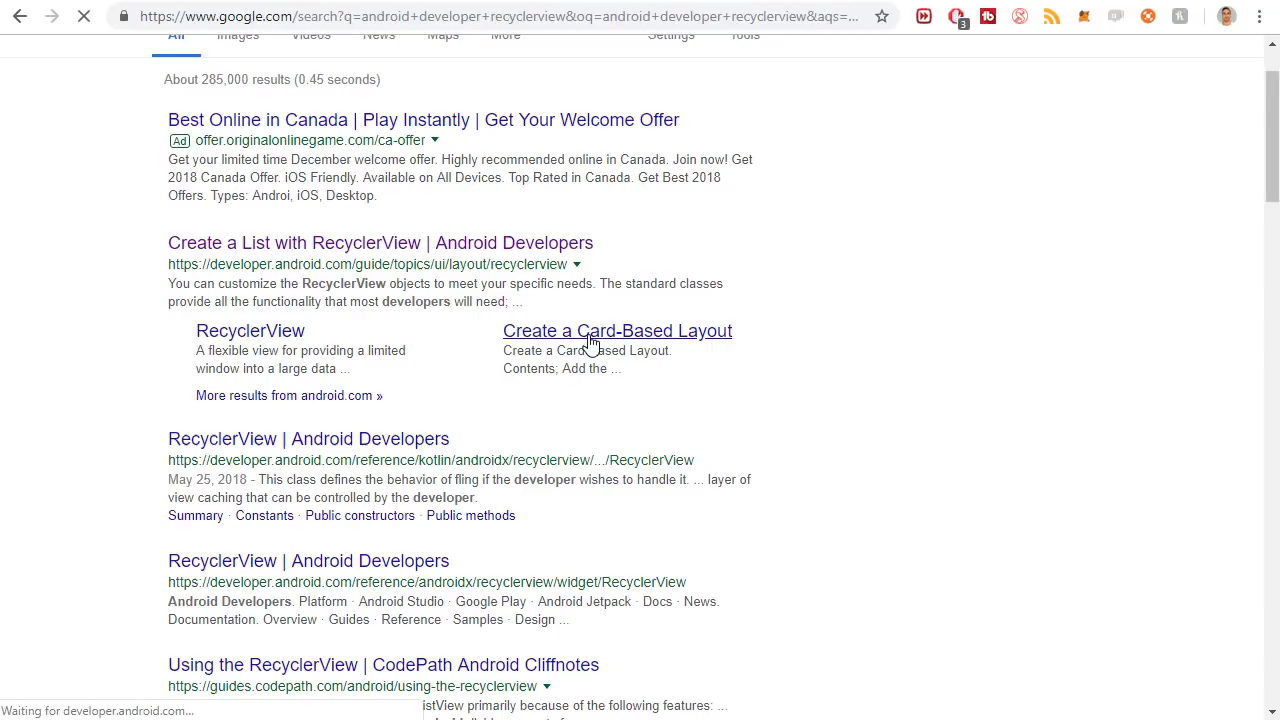 https://www.google.com/search?q=android+developer+recyclerview&oq=android+developer+recyclerview&aqs=...
3
All Images Videos News Maps More Settings Tools
About 285,000 results (0.45 seconds)
Best Online in Canada | Play Instantly | Get Your Welcome Offer
Ad offer.originalonlinegame.com/ca-offer
Get your limited time December welcome offer. Highly recommended online in Canada. Join now! Get
2018 Canada Offer. iOS Friendly. Available on All Devices. Top Rated in Canada. Get Best 2018
Offers. Types: Androi, iOS, Desktop.
Create a List with RecyclerView | Android Developers
https://developer.android.com/guide/topics/ui/layout/recyclerview
You can customize the RecyclerView objects to meet your specific needs. The standard classes
provide all the functionality that most developers will need; ...
RecyclerView
A flexible view for providing a limited
window into a large data ...
Create a Card-Based Layout
Create a Card-Based Layout.
Contents; Add the ...
More results from android.com »
RecyclerView | Android Developers
https://developer.android.com/reference/kotlin/androidx/recyclerview/.../RecyclerView
May 25, 2018 - This class defines the behavior of fling if the developer wishes to handle it. ... layer of
view caching that can be controlled by the developer.
Summary · Constants · Public constructors · Public methods
RecyclerView | Android Developers
https://developer.android.com/reference/androidx/recyclerview/widget/RecyclerView
Android Developers. Platform · Android Studio · Google Play · Android Jetpack · Docs · News.
Documentation. Overview · Guides · Reference · Samples · Design ...
Using the RecyclerView | CodePath Android Cliffnotes
https://guides.codepath.com/android/using-the-recyclerview
istView primarily because of the following features: ...
Waiting for developer.android.com...